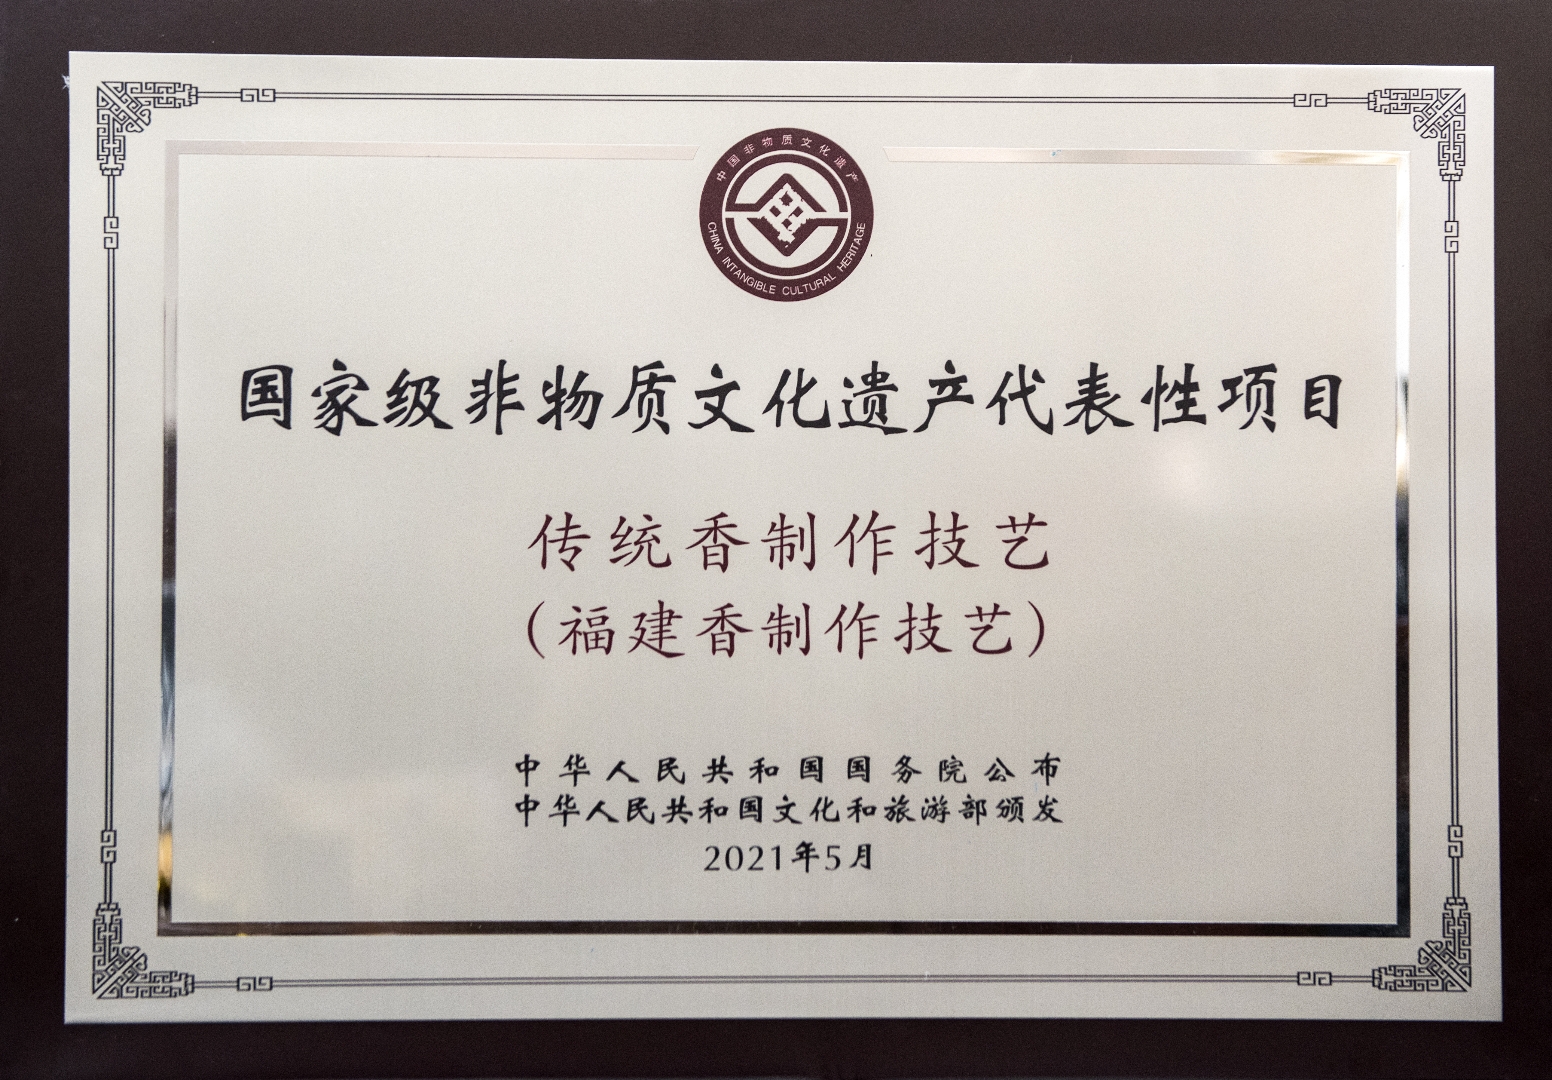 中国非物质文化遗产
CHINA INTANGIBLE CULTURAL HERITAGE
国家级非物质文化遗产代表性项目
传统香制作技艺
（福建香制作技艺）
中华人民共和国国务院公布
中华人民共和国文化和旅游部颁发
2021年5月